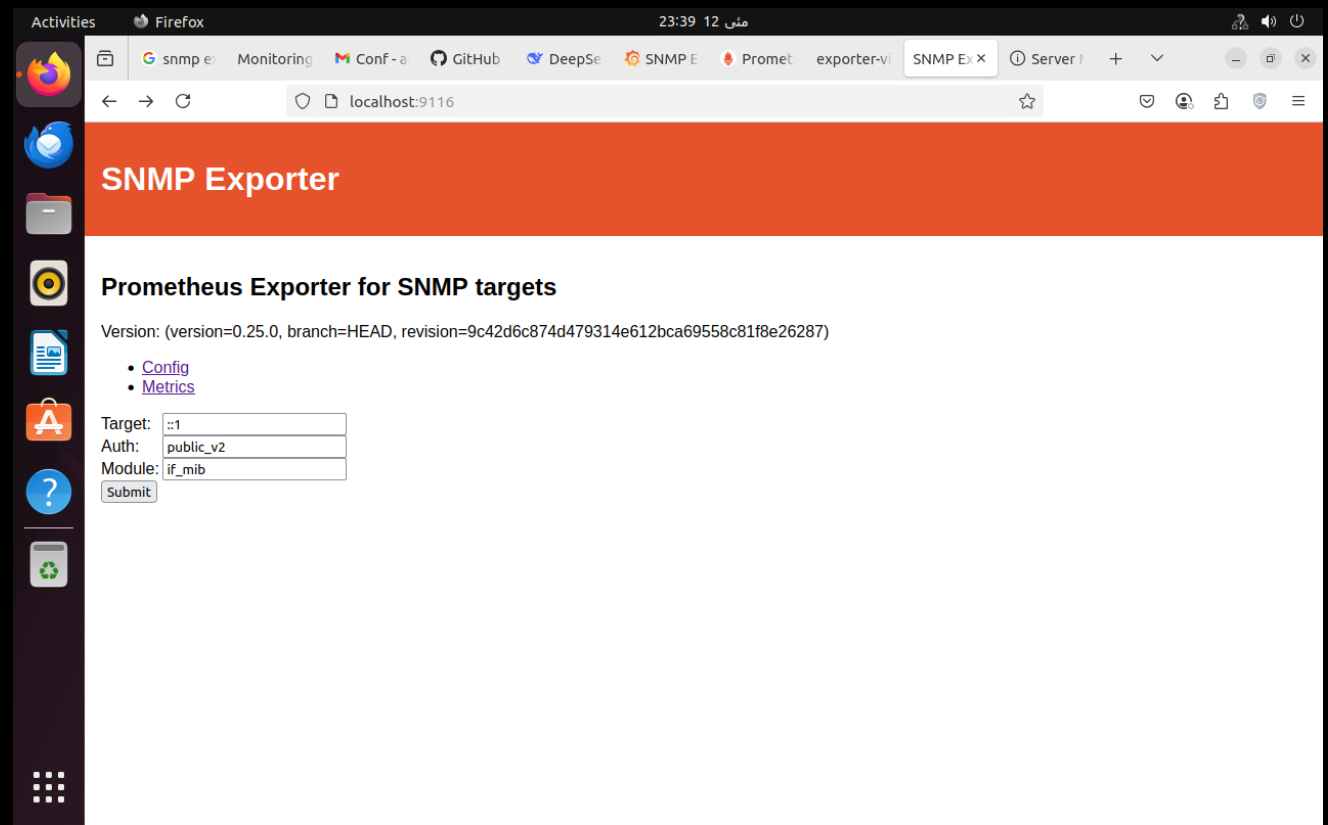 Activities Firefox 23:39 12 مئی
snmp e Monitoring Conf - a GitHub DeepSe SNMP E Promet exporter-vi SNMP Ex Server
localhost:9116
SNMP Exporter
Prometheus Exporter for SNMP targets
Version: (version=0.25.0, branch=HEAD, revision=9c42d6c874d479314e612bca69558c81f8e26287)
Config
Metrics
Target: ::1
Auth: public_v2
Module: if_mib
Submit